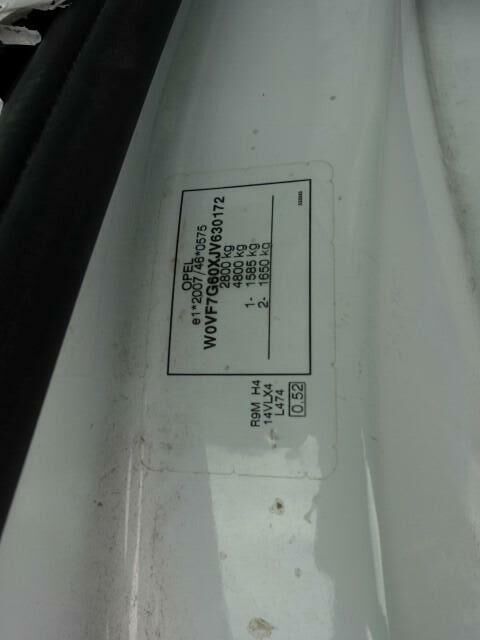 OPEL
e1*2007/46*0575
W0VF7G60XJV630172
2800 kg
4800 kg
1- 1585 kg
2- 1650 kg
R9M H4
14VLX4
L474
0.52